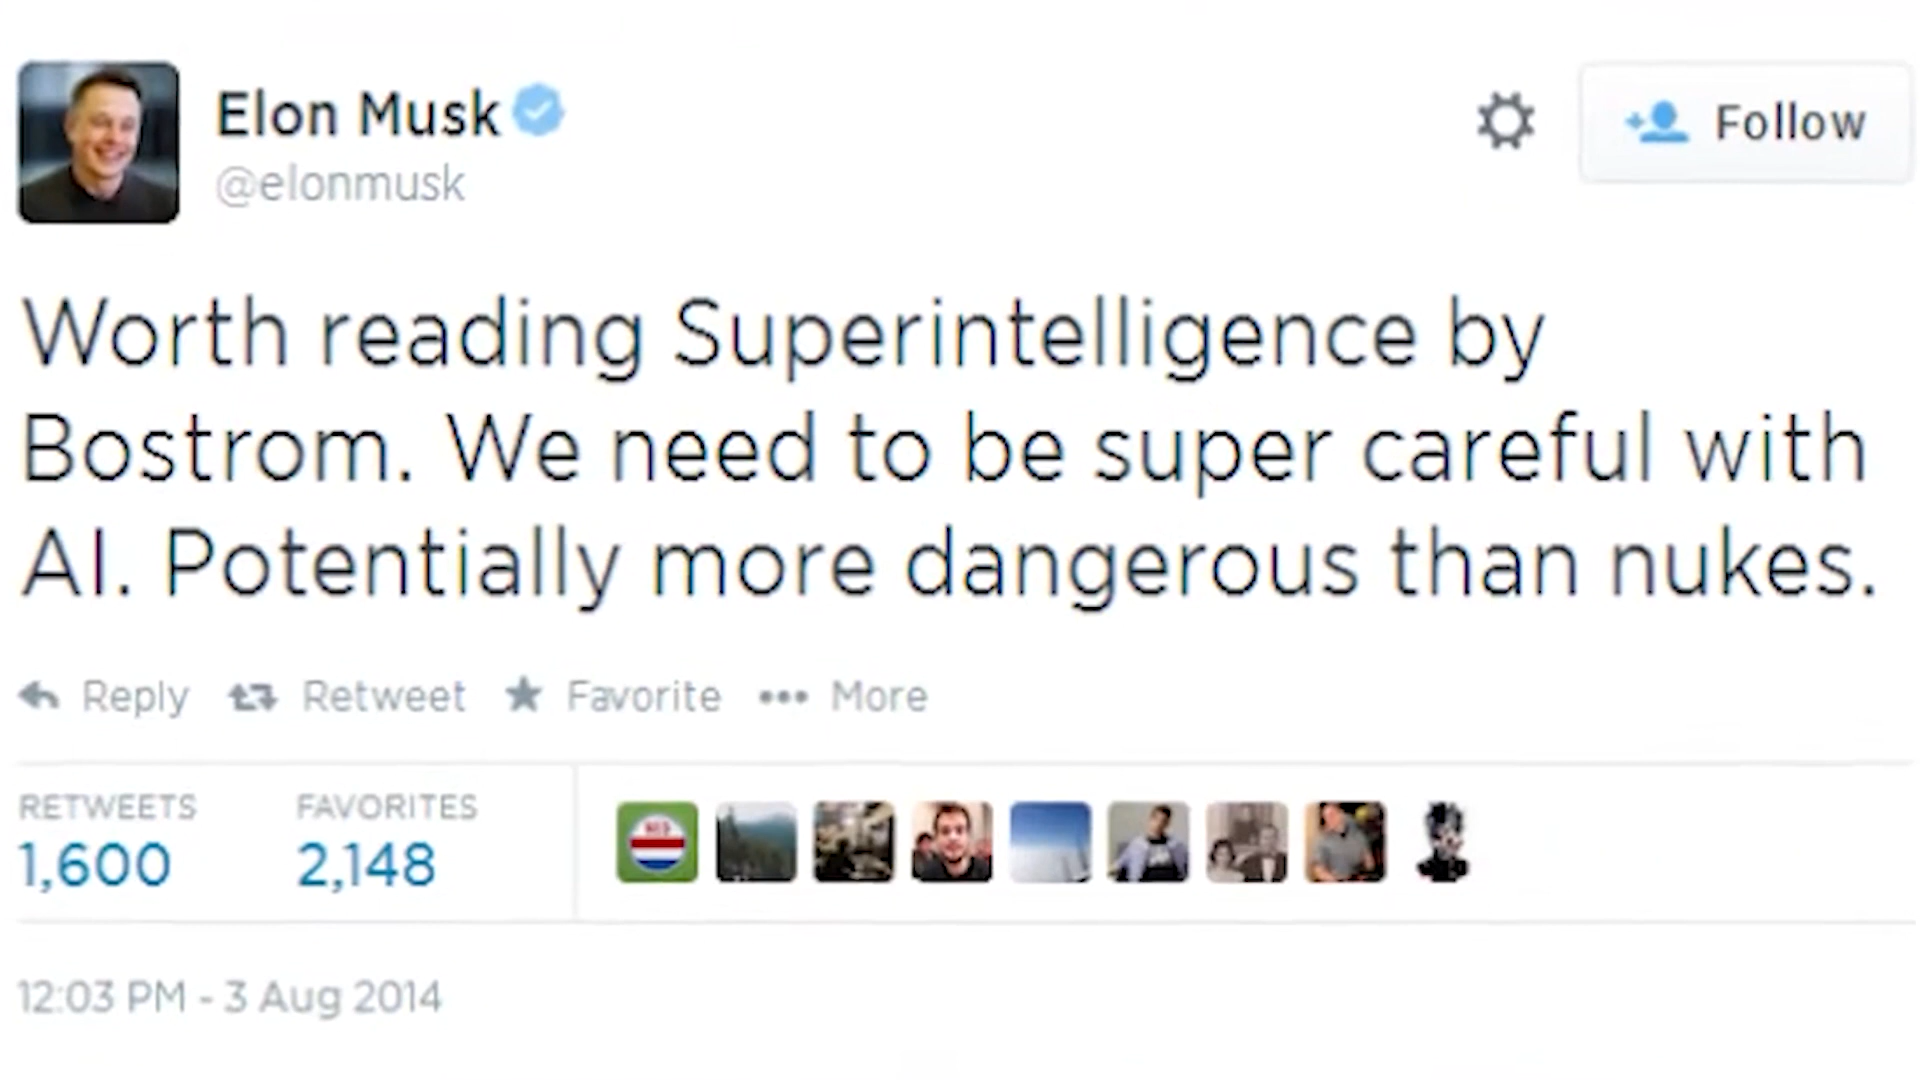 Elon Musk
@elonmusk
Follow
Worth reading Superintelligence by
Bostrom. We need to be super careful with
AI. Potentially more dangerous than nukes.
Reply Retweet Favorite More
RETWEETS FAVORITES
1,600 2,148
12:03 PM - 3 Aug 2014